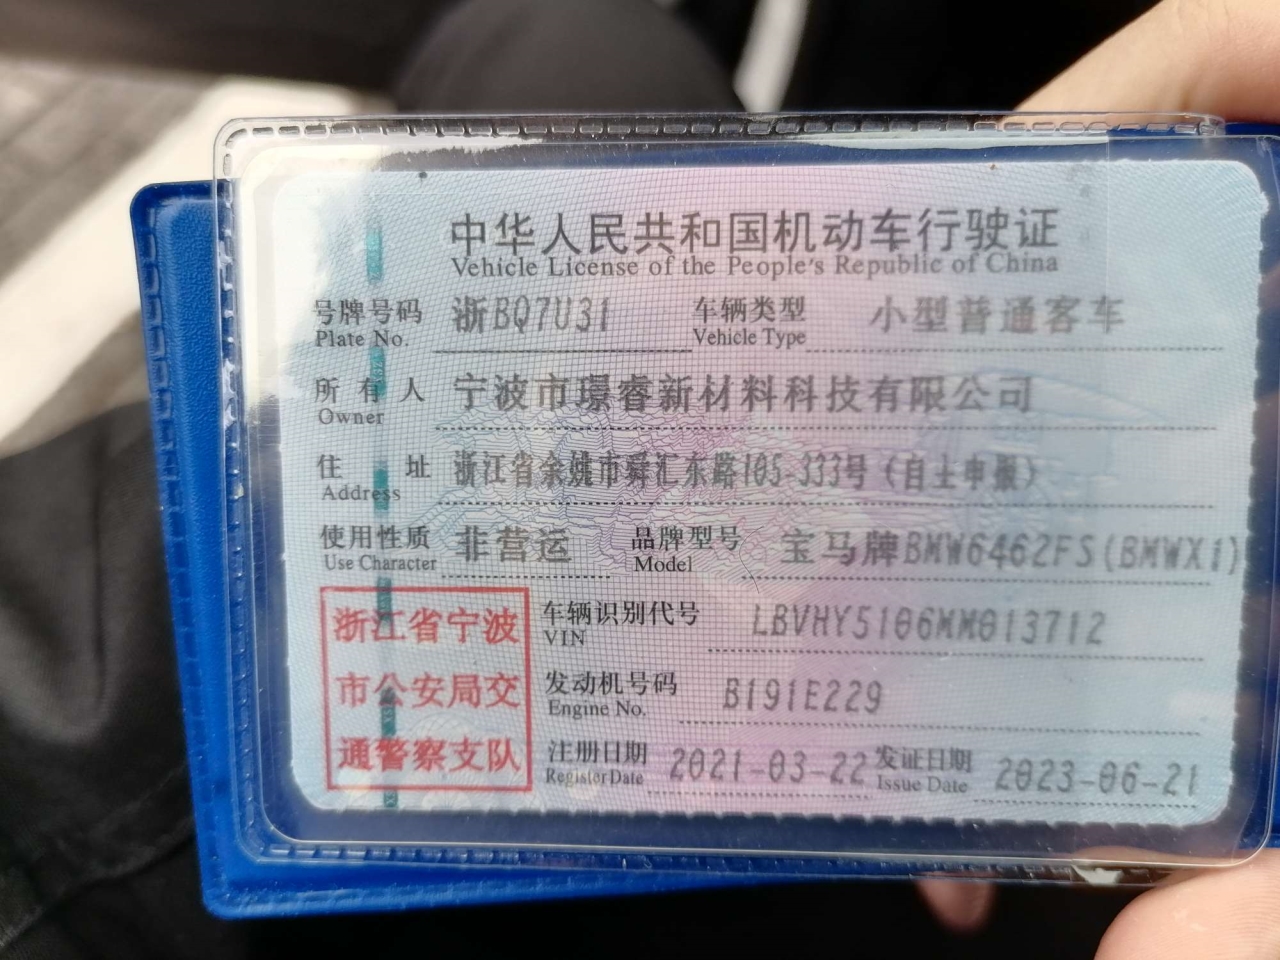 中华人民共和国机动车行驶证
Vehicle License of the People's Republic of China
号牌号码 浙BQ7U31 车辆类型 小型普通客车
Plate No. Vehicle Type
所有人 宁波市璟睿新材料科技有限公司
Owner
住址 浙江省余姚市舜汇东路105-333号（自主申报）
Address
使用性质 非营运 品牌型号 宝马牌BMW6462FS(BMWX1)
Use Character Model
浙江省宁波
市公安局交
通警察支队
车辆识别代号 LBVHY5106MM013712
VIN
发动机号码 B191E229
Engine No.
注册日期 2021-03-22 发证日期 2023-06-21
Register Date Issue Date